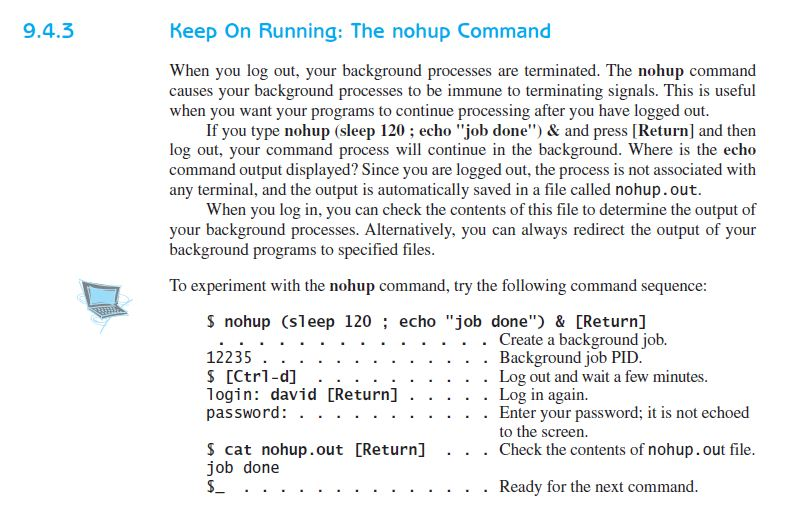 9.4.3 Keep On Running: The nohup Command
When you log out, your background processes are terminated. The nohup command
causes your background processes to be immune to terminating signals. This is useful
when you want your programs to continue processing after you have logged out.
If you type nohup (sleep 120 ; echo "job done") & and press [Return] and then
log out, your command process will continue in the background. Where is the echo
command output displayed? Since you are logged out, the process is not associated with
any terminal, and the output is automatically saved in a file called nohup.out.
When you log in, you can check the contents of this file to determine the output of
your background processes. Alternatively, you can always redirect the output of your
background programs to specified files.
To experiment with the nohup command, try the following command sequence:
$ nohup (sleep 120 ; echo "job done") & [Return]
. . . . . . . . . . . . . . . Create a background job.
12235 . . . . . . . . . . . . . Background job PID.
$ [Ctrl-d] . . . . . . . . . . Log out and wait a few minutes.
login: david [Return] . . . . . Log in again.
password: . . . . . . . . . . . Enter your password; it is not echoed
to the screen.
$ cat nohup.out [Return] . . . Check the contents of nohup.out file.
job done
$_ . . . . . . . . . . . . . . Ready for the next command.